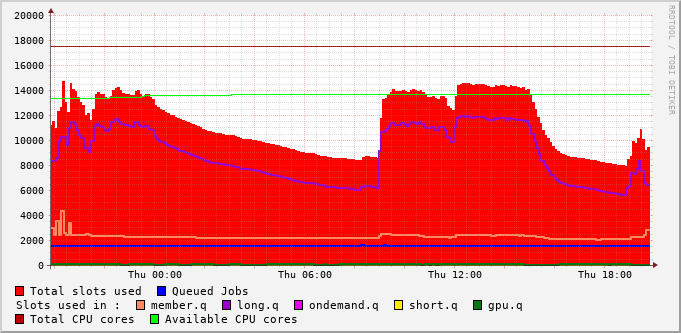 20000
18000
16000
14000
12000
10000
8000
6000
4000
2000
0
Thu 00:00 Thu 06:00 Thu 12:00 Thu 18:00
RRDTOOL / TOBI OETIKER
Total slots used Queued Jobs
Slots used in : member.q long.q ondemand.q short.q gpu.q
Total CPU cores Available CPU cores